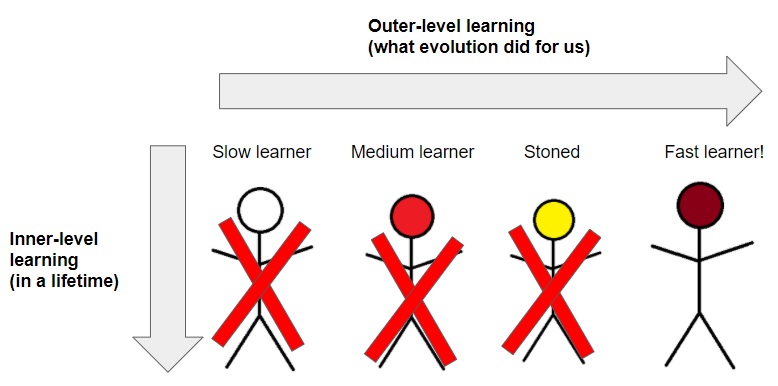 Outer-level learning
(what evolution did for us)
Slow learner
Medium learner
Stoned
Fast learner!
Inner-level
learning
(in a lifetime)